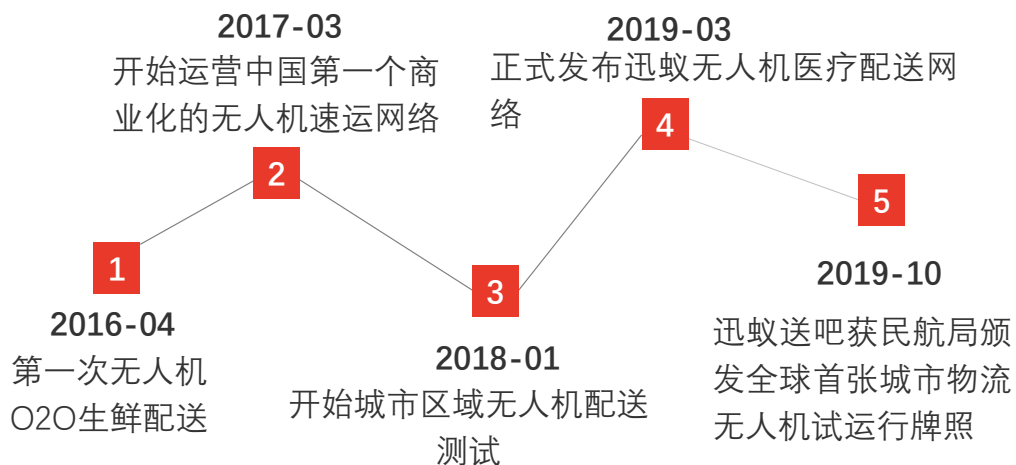 1
2016-04
第一次无人机
O2O生鲜配送
2017-03
开始运营中国第一个商
业化的无人机速运网络
2
3
2018-01
开始城市区域无人机配送
测试
2019-03
正式发布迅蚁无人机医疗配送网
络
4
5
2019-10
迅蚁送吧获民航局颁
发全球首张城市物流
无人机试运行牌照